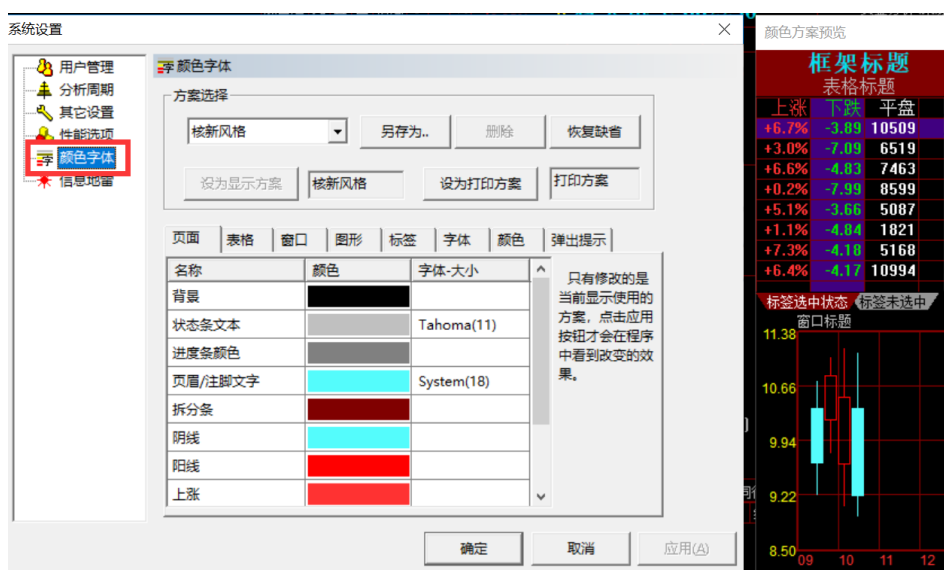 系统设置
用户管理
分析周期
其它设置
性能选项
颜色字体
信息地雷
颜色字体
方案选择
核新风格
另存为..
删除
恢复缺省
设为显示方案
核新风格
设为打印方案
打印方案
页面
表格
窗口
图形
标签
字体
颜色
弹出提示
名称 颜色 字体-大小
背景
状态条文本 Tahoma(11)
进度条颜色
页眉/注脚文字 System(18)
拆分条
阴线
阳线
上涨
只有修改的是
当前显示使用的
方案，点击应用
按钮才会在程序
中看到改变的效
果。
确定
取消
应用(A)
颜色方案预览
框架标题
表格标题
上涨 下跌 平盘
+6.7% -3.89 10509
+3.0% -7.09 6519
+6.6% -4.83 7463
+0.2% -7.99 8599
+5.1% -3.66 5087
+1.1% -4.84 1821
+7.3% -4.18 5168
+6.4% -4.17 10994
标签选中状态 标签未选中
窗口标题
11.38
10.66
9.94
9.22
8.50
09 10 11 12